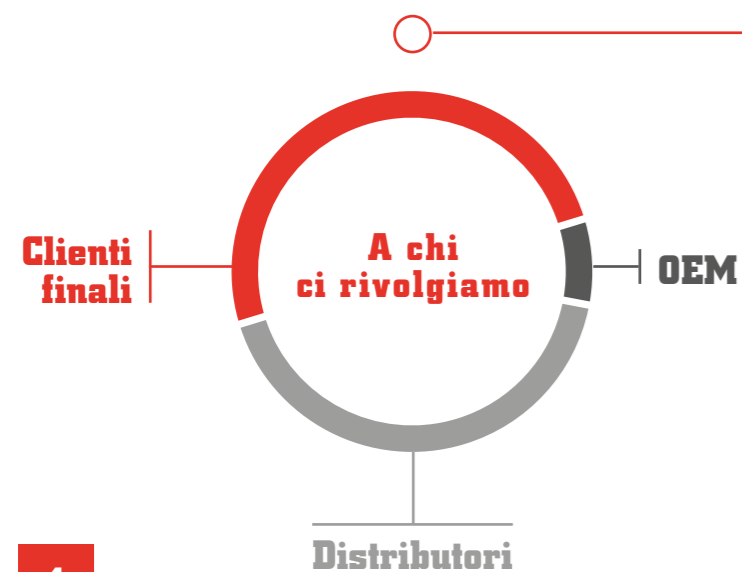 A chi
ci rivolgiamo
Clienti
finali
OEM
Distributori